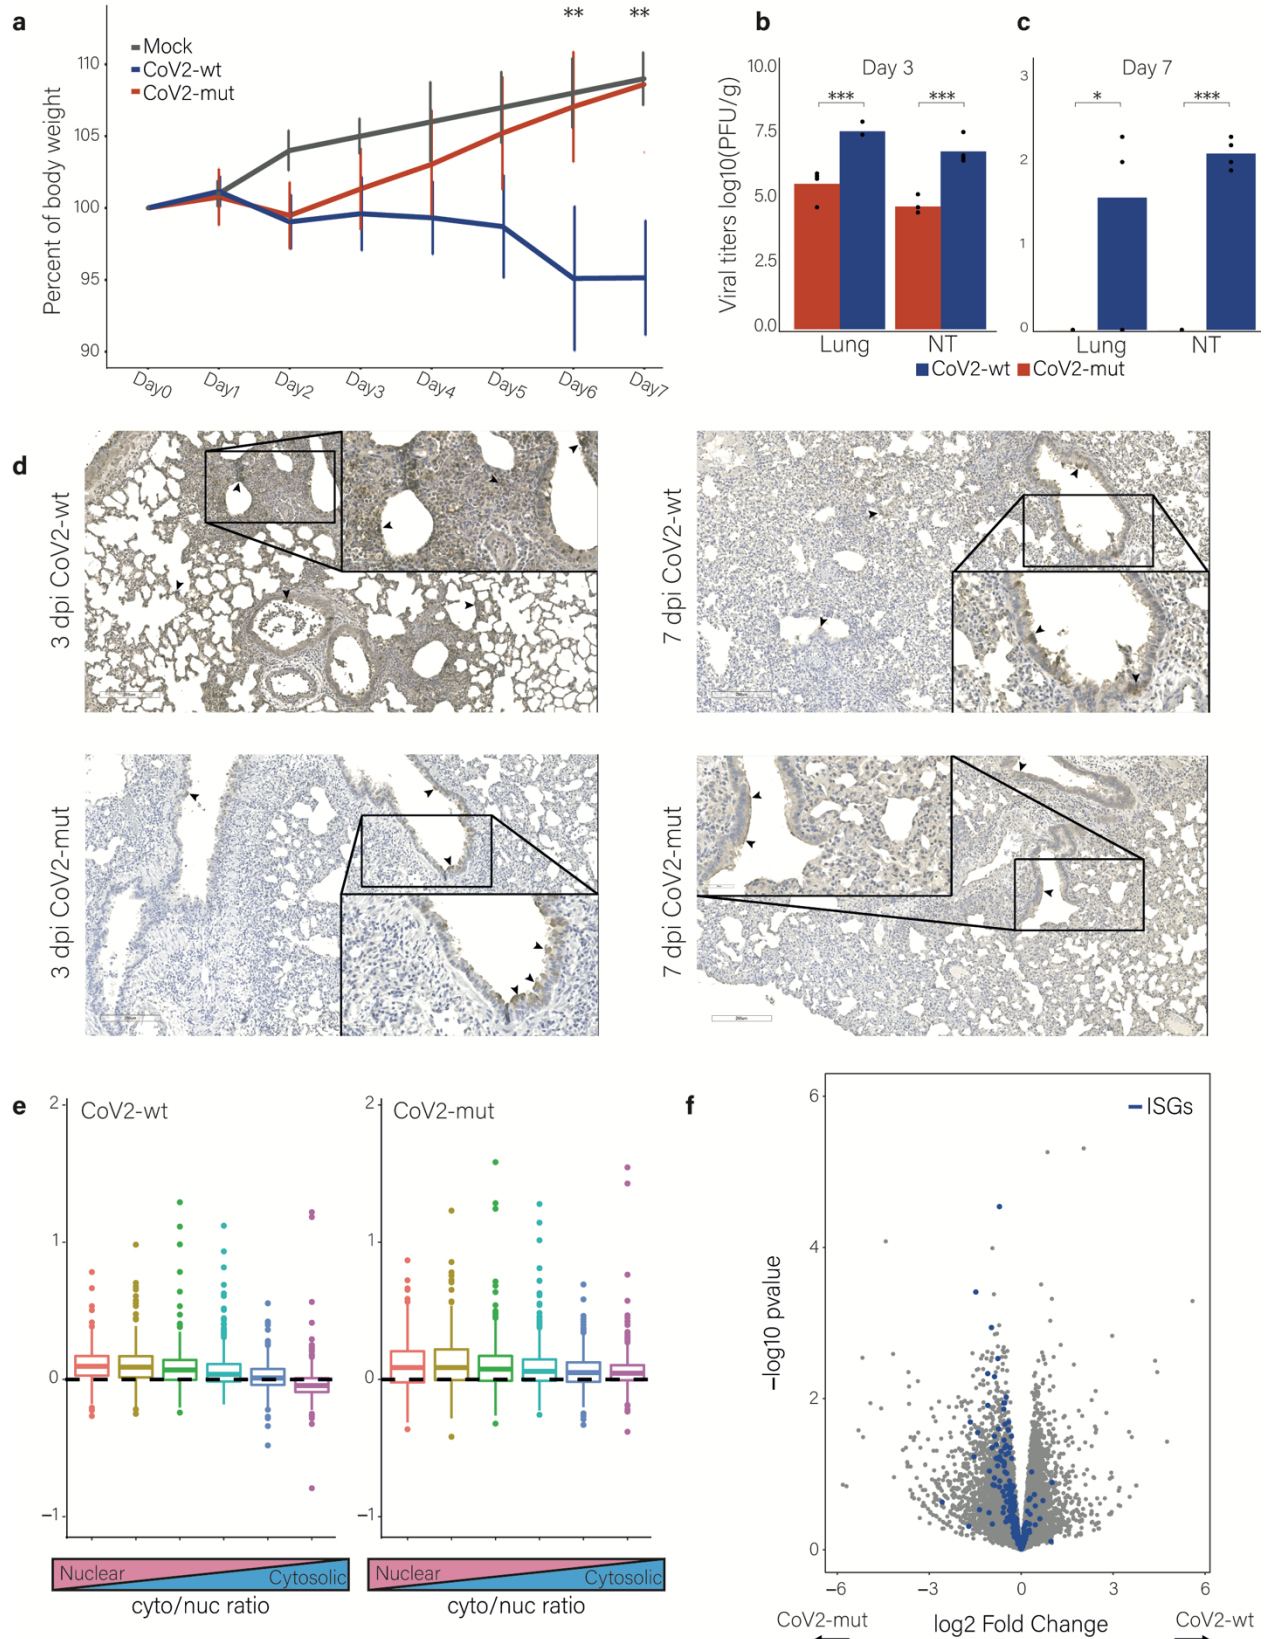 a
**
**
Mock
CoV2-wt
CoV2-mut
Percent of body weight
110
105
100
95
90
Day0
Day1
Day2
Day3
Day4
Day5
Day6
Day7
b
Day 3
***
***
Viral titers log10(PFU/g)
10.0
7.5
5.0
2.5
0.0
Lung
NT
c
Day 7
*
***
3
2
1
0
Lung
NT
CoV2-wt
CoV2-mut
d
3 dpi CoV2-wt
7 dpi CoV2-wt
3 dpi CoV2-mut
7 dpi CoV2-mut
e
CoV2-wt
2
1
0
−1
Nuclear
Cytosolic
cyto/nuc ratio
CoV2-mut
2
1
0
−1
Nuclear
Cytosolic
cyto/nuc ratio
f
ISGs
−log10 pvalue
6
4
2
0
−6
−3
0
3
6
CoV2-mut
log2 Fold Change
CoV2-wt